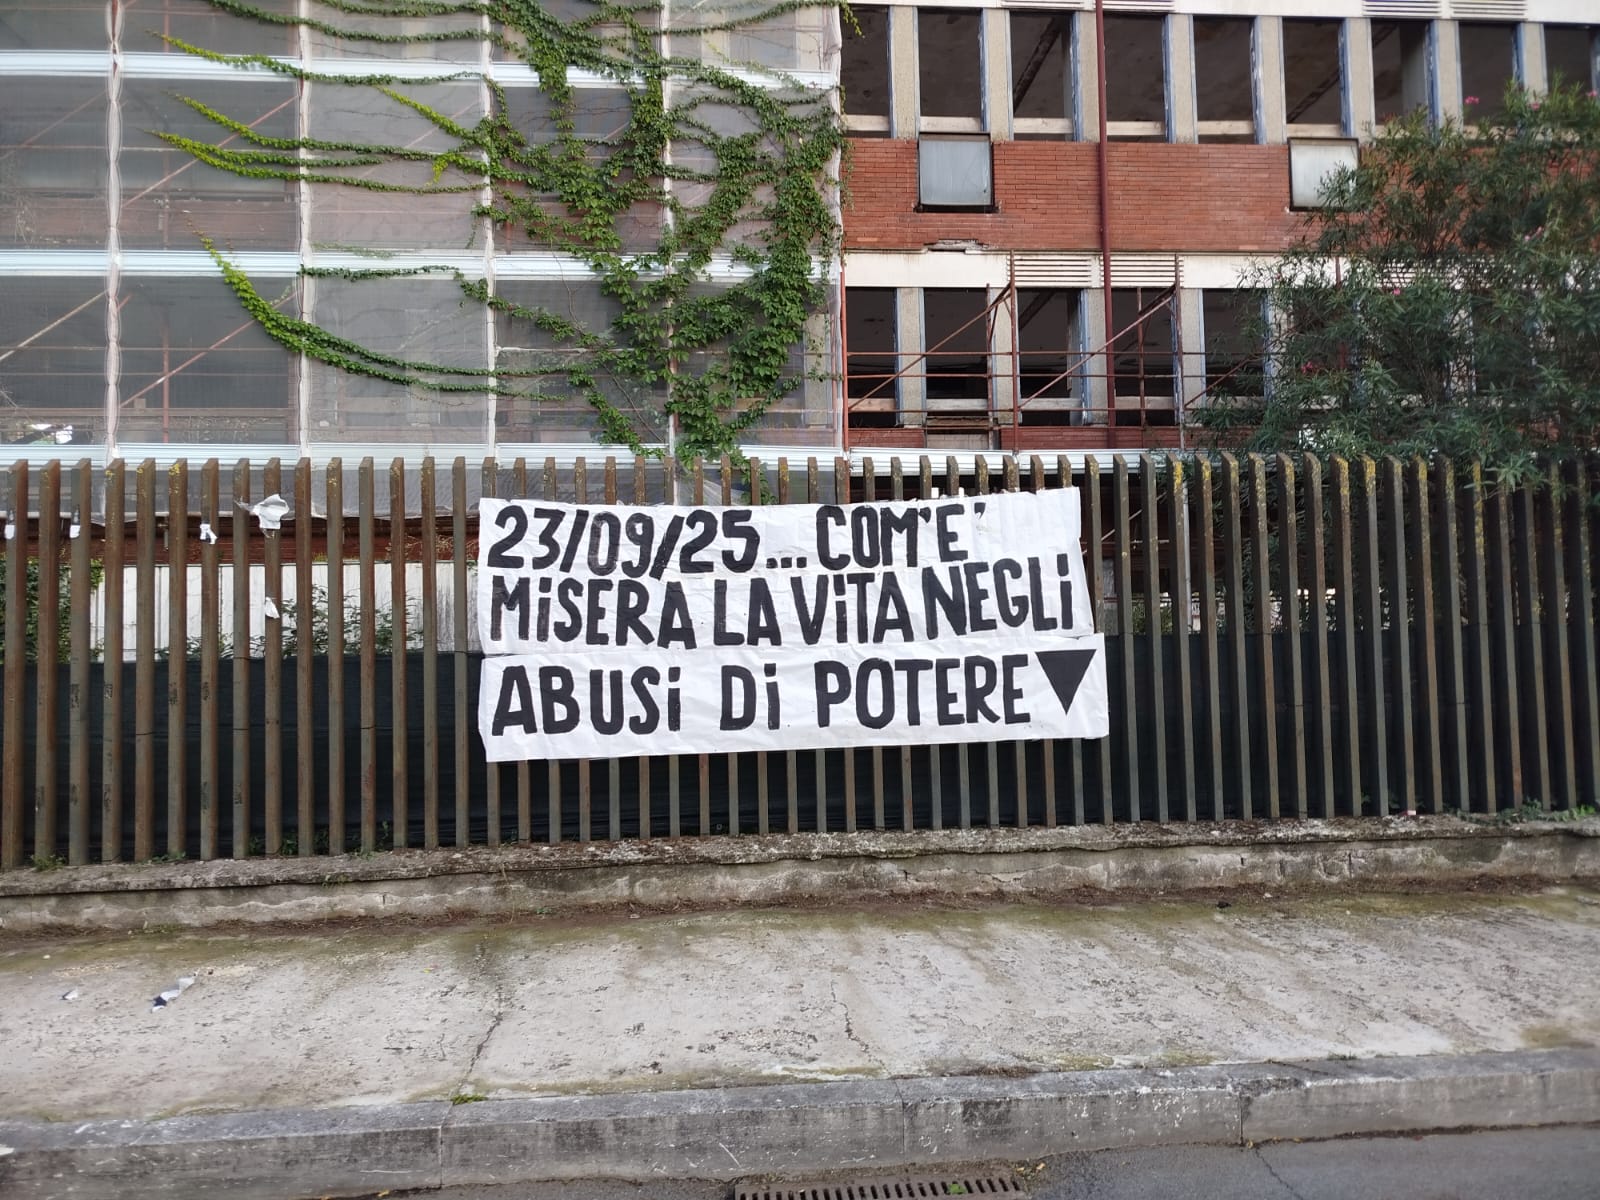 23/09/25... COM'E'
MiSERA LA ViTA NEGLi
ABUSi Di POTERE